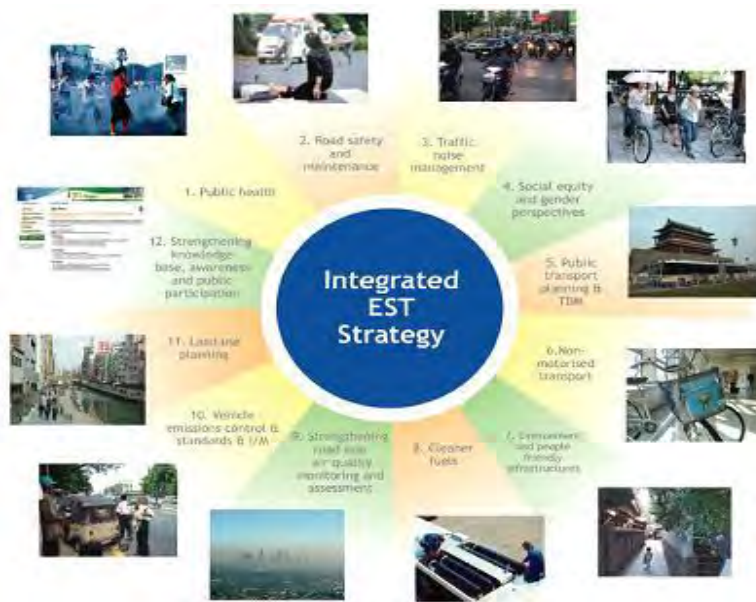 Integrated
EST
Strategy
1. Public health
2. Road safety
and
maintenance
3. Traffic
noise
management
4. Social equity
and gender
perspectives
5. Public
transport
planning &
TDM
6.Non-
motorised
transport
7. Environment
and people
friendly
infrastructures
8. Cleaner
fuels
9. Strengthening
road side
air quality
monitoring and
assessment
10. Vehicle
emissions control &
standards & I/M
11. Land use
planning
12. Strengthening
knowledge
base, awareness
and public
participation